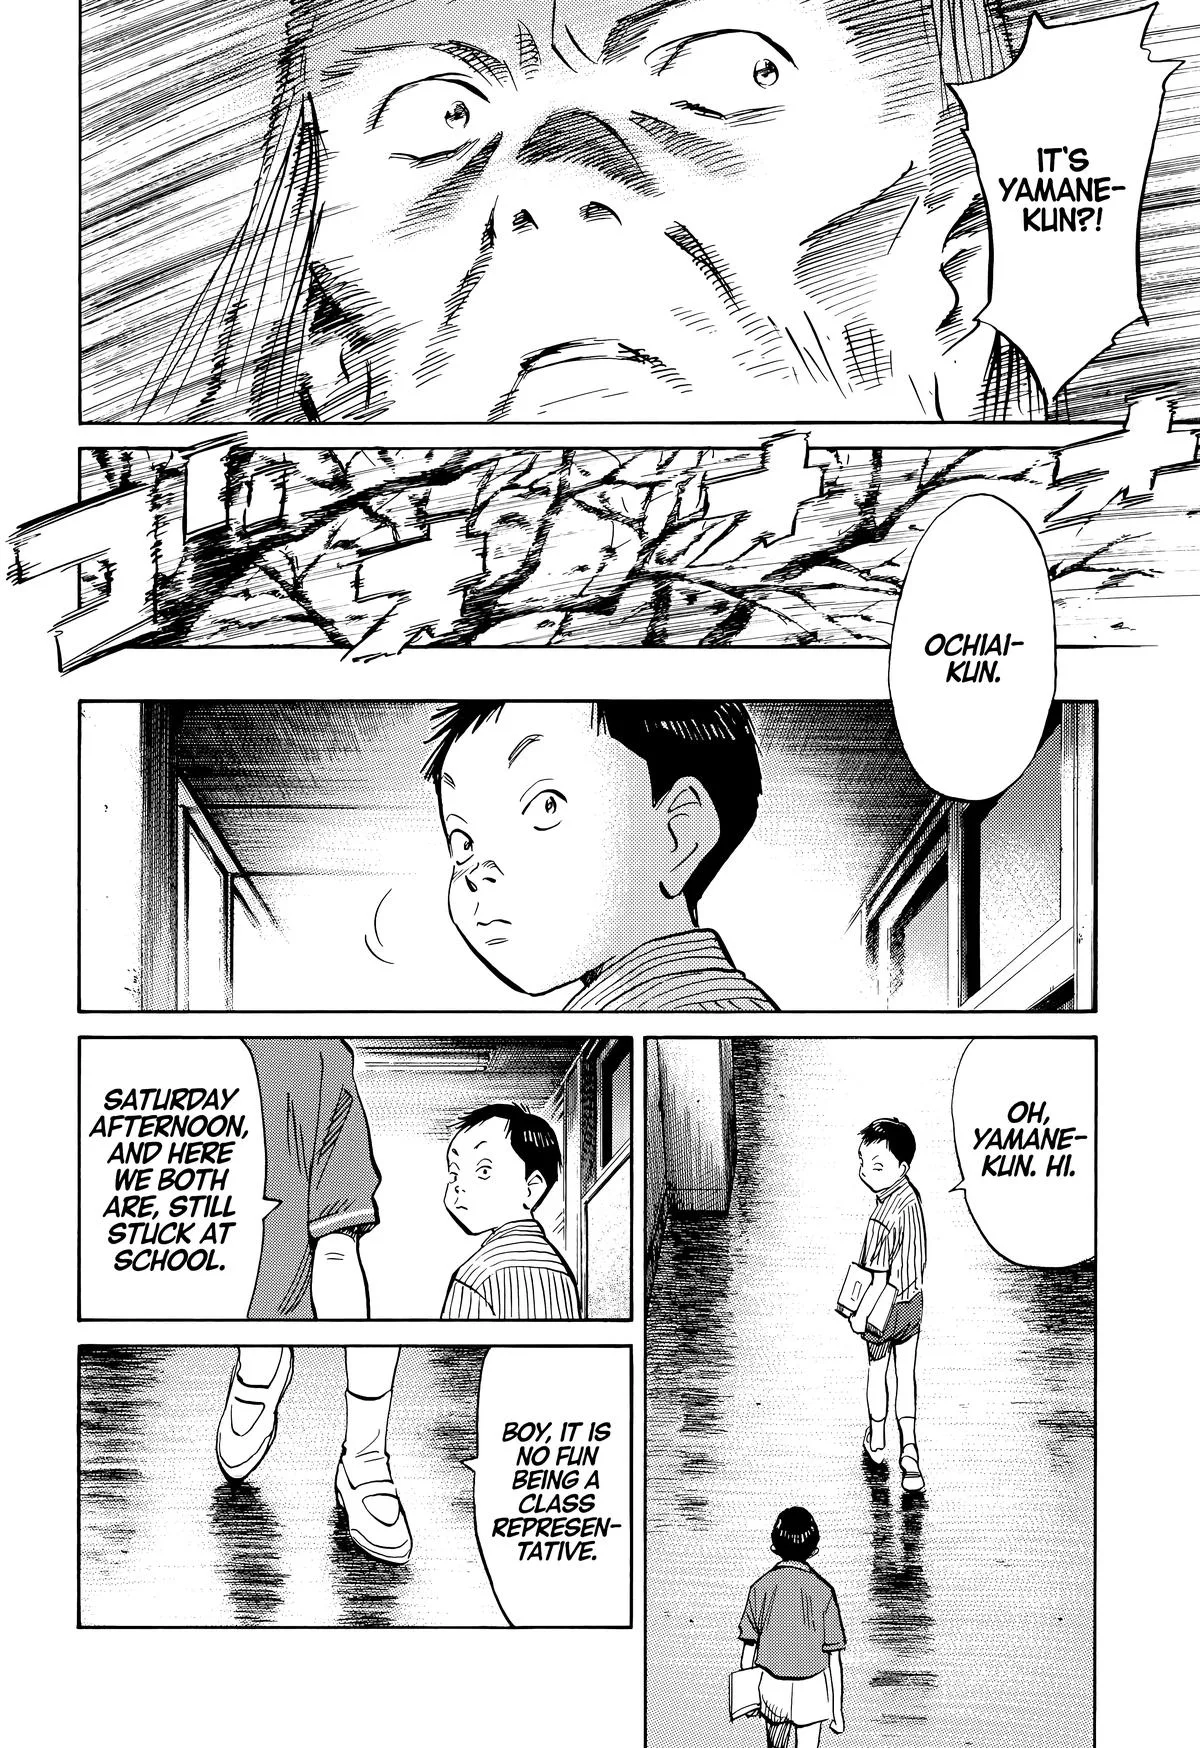 IT'S
YAMANE-
KUN?!
OCHIAI-
KUN.
OH,
YAMANE-
KUN. HI.
SATURDAY
AFTERNOON,
AND HERE
WE BOTH
ARE, STILL
STUCK AT
SCHOOL.
BOY, IT IS
NO FUN
BEING A
CLASS
REPRESEN-
TATIVE.